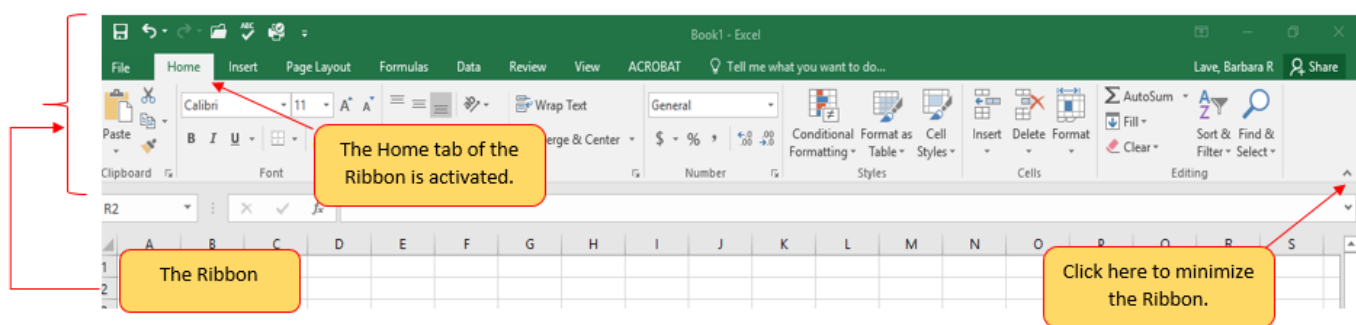 Book1 - Excel
File Home Insert Page Layout Formulas Data Review View ACROBAT Tell me what you want to do... Lave, Barbara R Share
Calibri 11 A A Wrap Text General AutoSum
Fill
Paste B I U Merge & Center $ % , Conditional Format as Cell Insert Delete Format Sort & Find &
Formatting Table Styles Clear Filter Select
Clipboard Font Number Styles Cells Editing
The Home tab of the
Ribbon is activated.
R2 fx
A B C D E F G H I J K L M N O P Q R S
1
2
The Ribbon
Click here to minimize
the Ribbon.